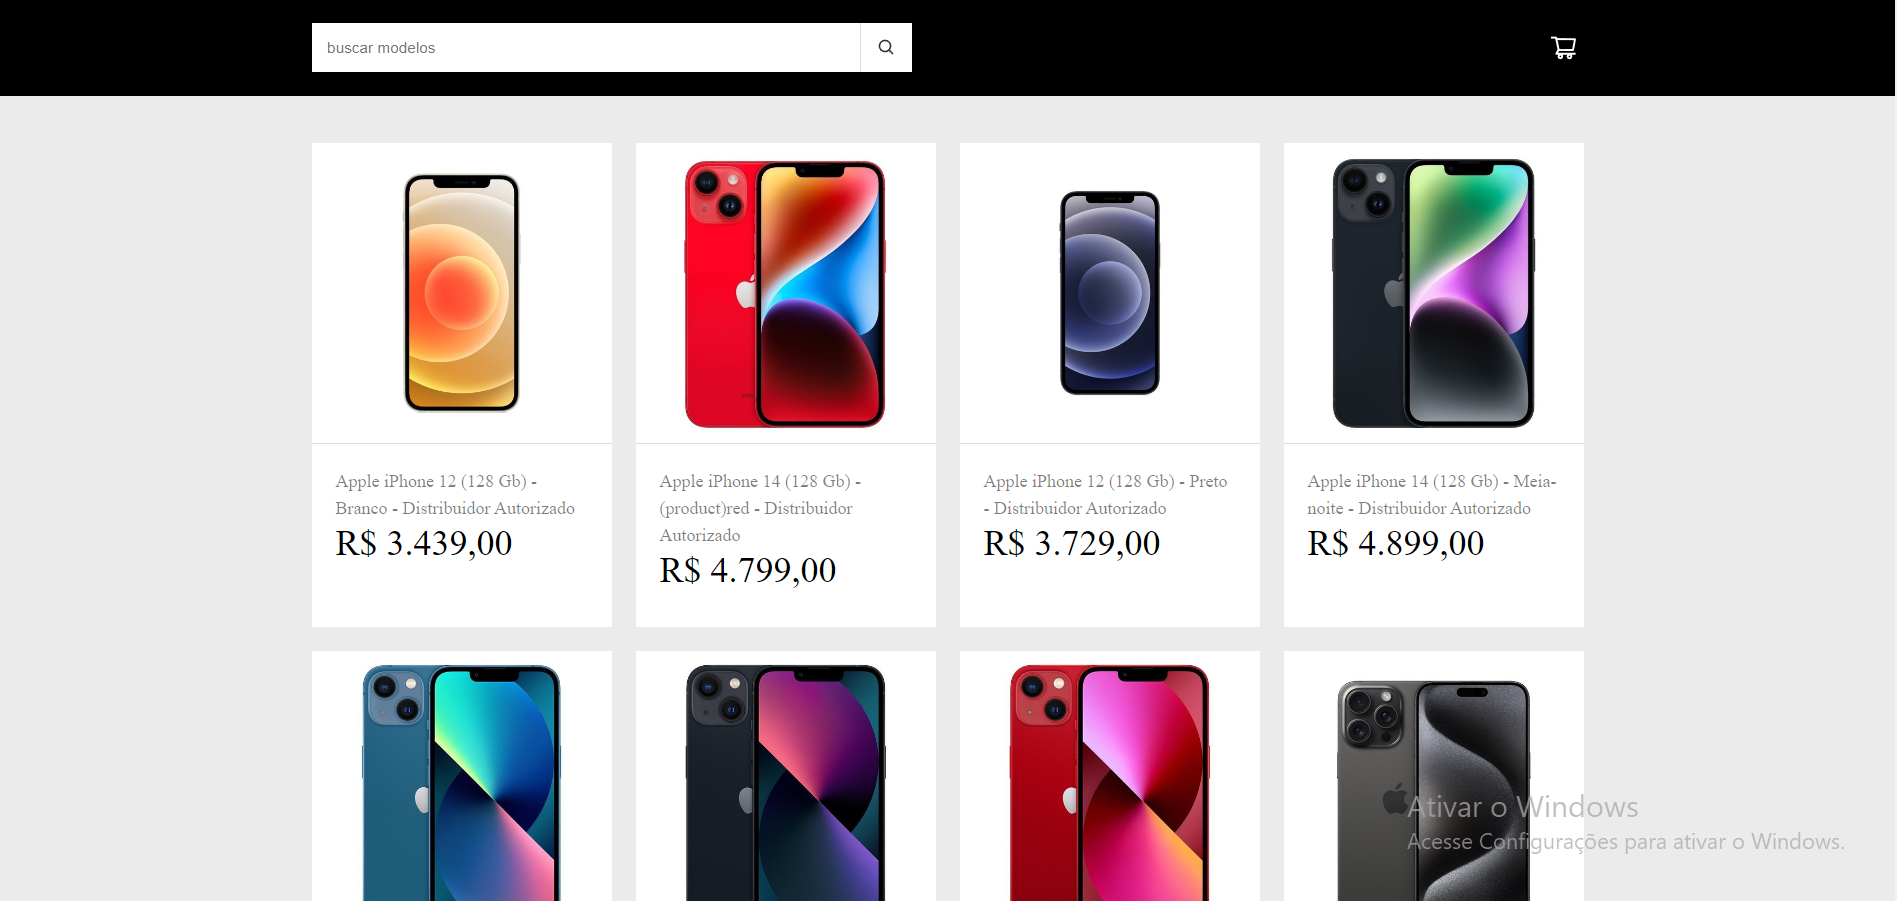 buscar modelos
Apple iPhone 12 (128 Gb) -
Branco - Distribuidor Autorizado
R$ 3.439,00
Apple iPhone 14 (128 Gb) -
(product)red - Distribuidor
Autorizado
R$ 4.799,00
Apple iPhone 12 (128 Gb) - Preto
- Distribuidor Autorizado
R$ 3.729,00
Apple iPhone 14 (128 Gb) - Meia-
noite - Distribuidor Autorizado
R$ 4.899,00
Ativar o Windows
Acesse Configurações para ativar o Windows.